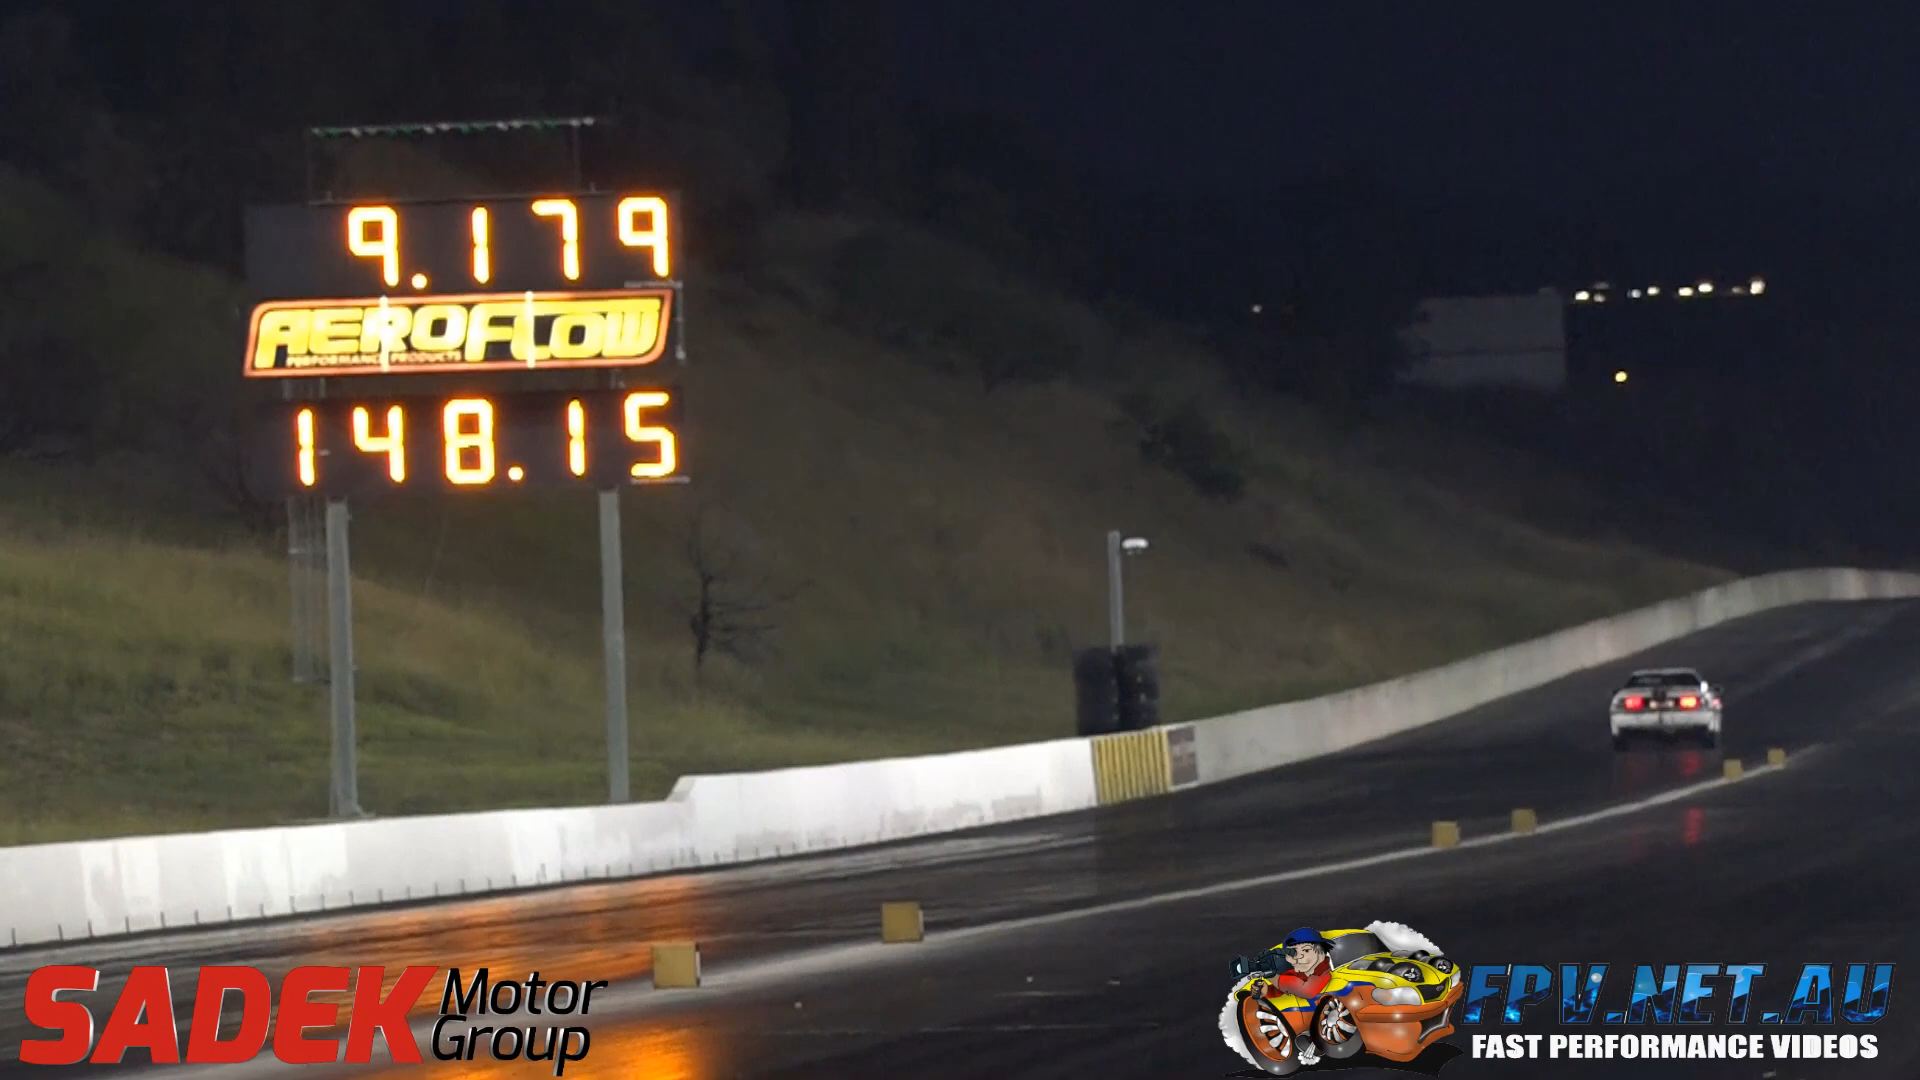 9.179
AEROFLOW
PERFORMANCE PRODUCTS
148.15
SADEK Motor Group
FPV.NET.AU
FAST PERFORMANCE VIDEOS